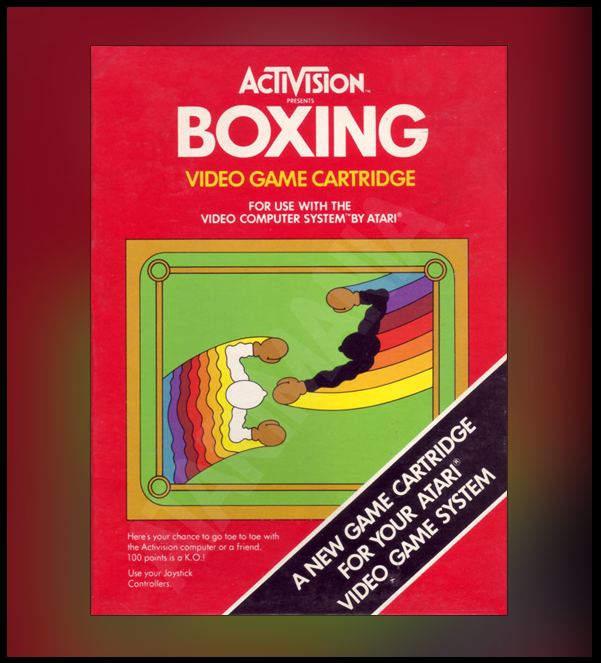 ACTIVISION™
PRESENTS
BOXING
VIDEO GAME CARTRIDGE
FOR USE WITH THE
VIDEO COMPUTER SYSTEM™ BY ATARI®
Here's your chance to go toe to toe with
the Activision computer or a friend.
100 points is a K.O.!
Use your Joystick
Controllers.
A NEW GAME CARTRIDGE
FOR YOUR ATARI®
VIDEO GAME SYSTEM